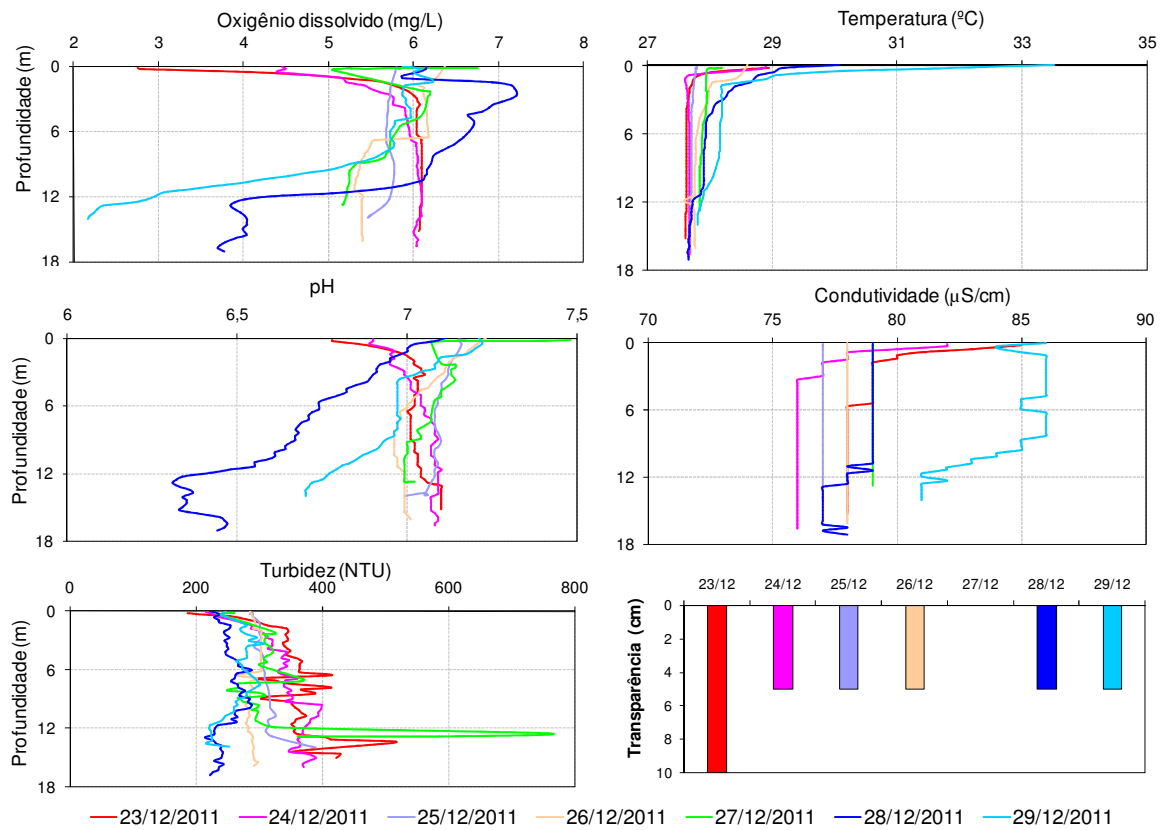 Oxigênio dissolvido (mg/L)
2 3 4 5 6 7 8
Profundidade (m)
0
6
12
18
Temperatura (ºC)
27 29 31 33 35
0
6
12
18
pH
6 6,5 7 7,5
Profundidade (m)
0
6
12
18
Condutividade (µS/cm)
70 75 80 85 90
0
6
12
18
Turbidez (NTU)
0 200 400 600 800
Profundidade (m)
0
6
12
18
23/12 24/12 25/12 26/12 27/12 28/12 29/12
Transparência (cm)
0
2
4
6
8
10
23/12/2011 24/12/2011 25/12/2011 26/12/2011 27/12/2011 28/12/2011 29/12/2011